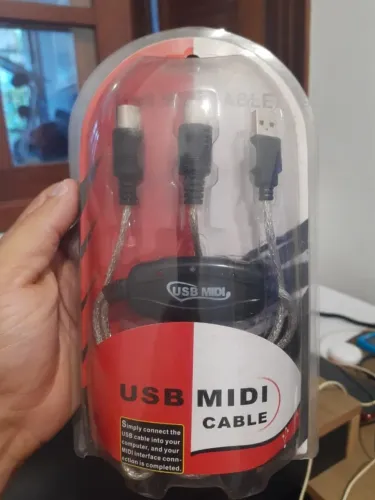 CABLE
USB MIDI
USB MIDI
CABLE
Simply connect the
USB cable into your
computer, and your
MIDI interface conn-
ection is completed.